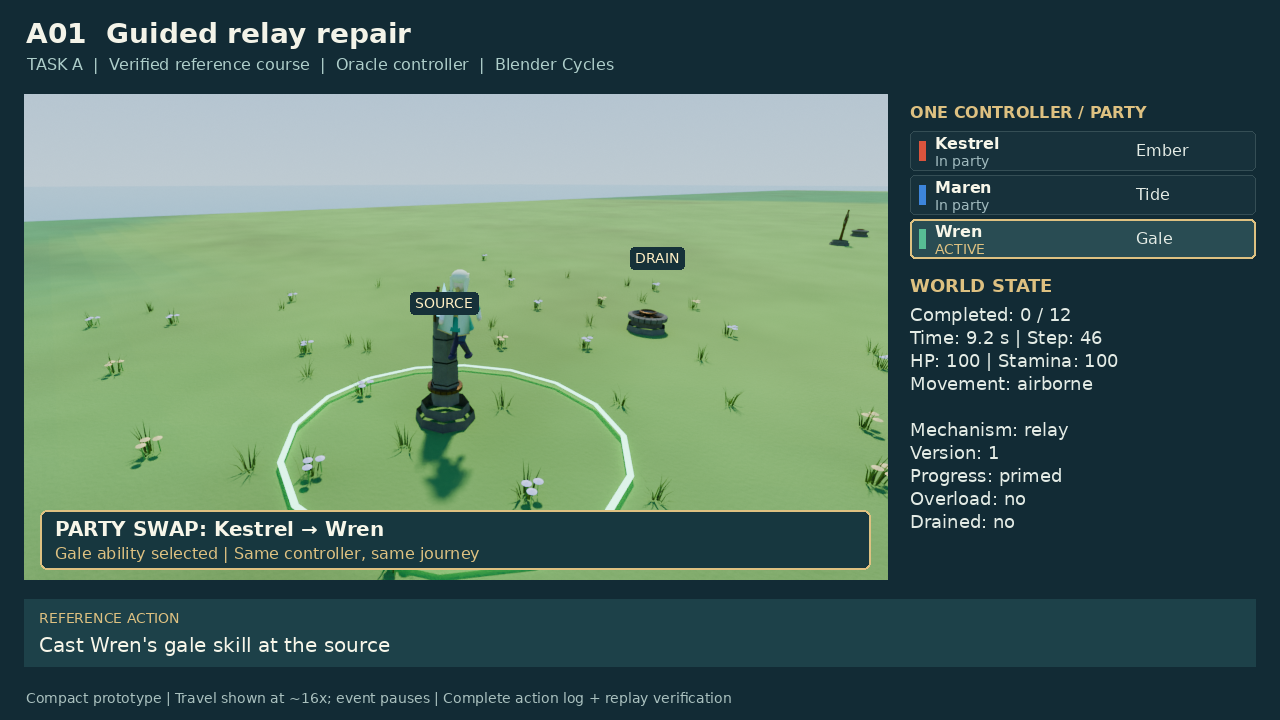 A01  Guided relay repair
TASK A  |  Verified reference course  |  Oracle controller  |  Blender Cycles
SOURCE
DRAIN
PARTY SWAP: Kestrel → Wren
Gale ability selected | Same controller, same journey
ONE CONTROLLER / PARTY
Kestrel
In party
Ember
Maren
In party
Tide
Wren
ACTIVE
Gale
WORLD STATE
Completed: 0 / 12
Time: 9.2 s | Step: 46
HP: 100 | Stamina: 100
Movement: airborne
Mechanism: relay
Version: 1
Progress: primed
Overload: no
Drained: no
REFERENCE ACTION
Cast Wren's gale skill at the source
Compact prototype | Travel shown at ~16x; event pauses | Complete action log + replay verification